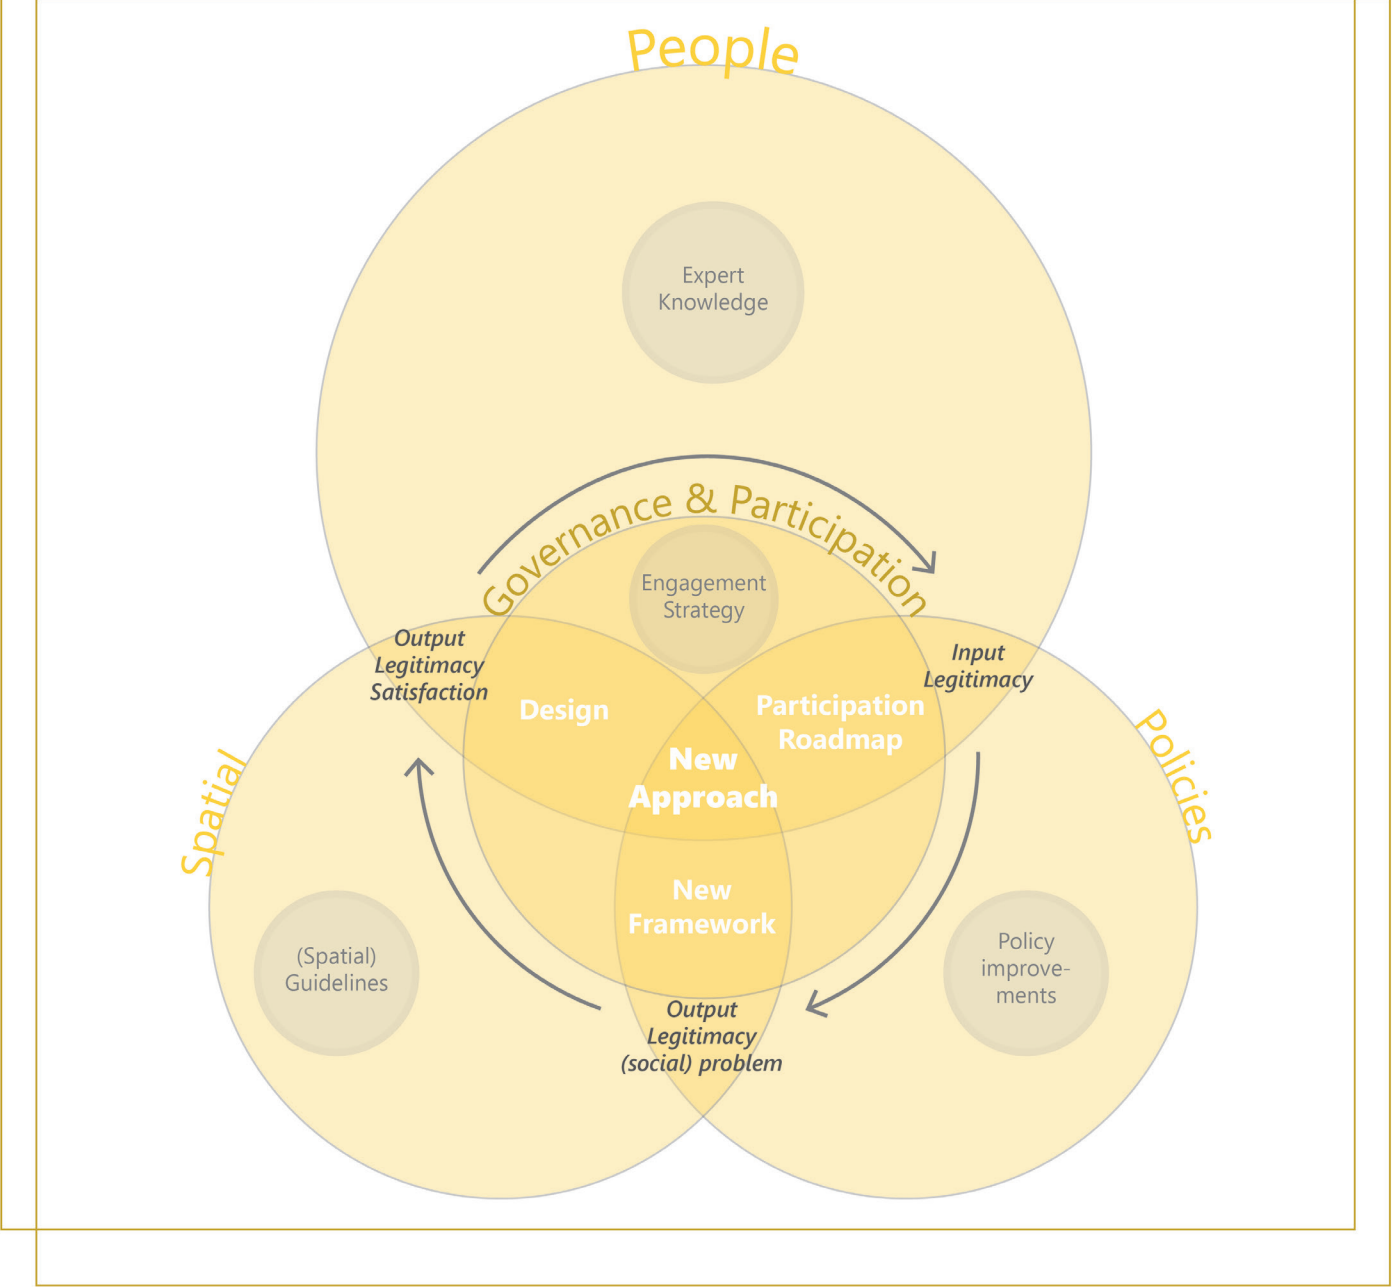 People
Expert
Knowledge
Governance & Participation
Engagement
Strategy
Output
Legitimacy
Satisfaction
Input
Legitimacy
Design
Participation
Roadmap
New
Approach
Spatial
Policies
New
Framework
(Spatial)
Guidelines
Policy
improve-
ments
Output
Legitimacy
(social) problem